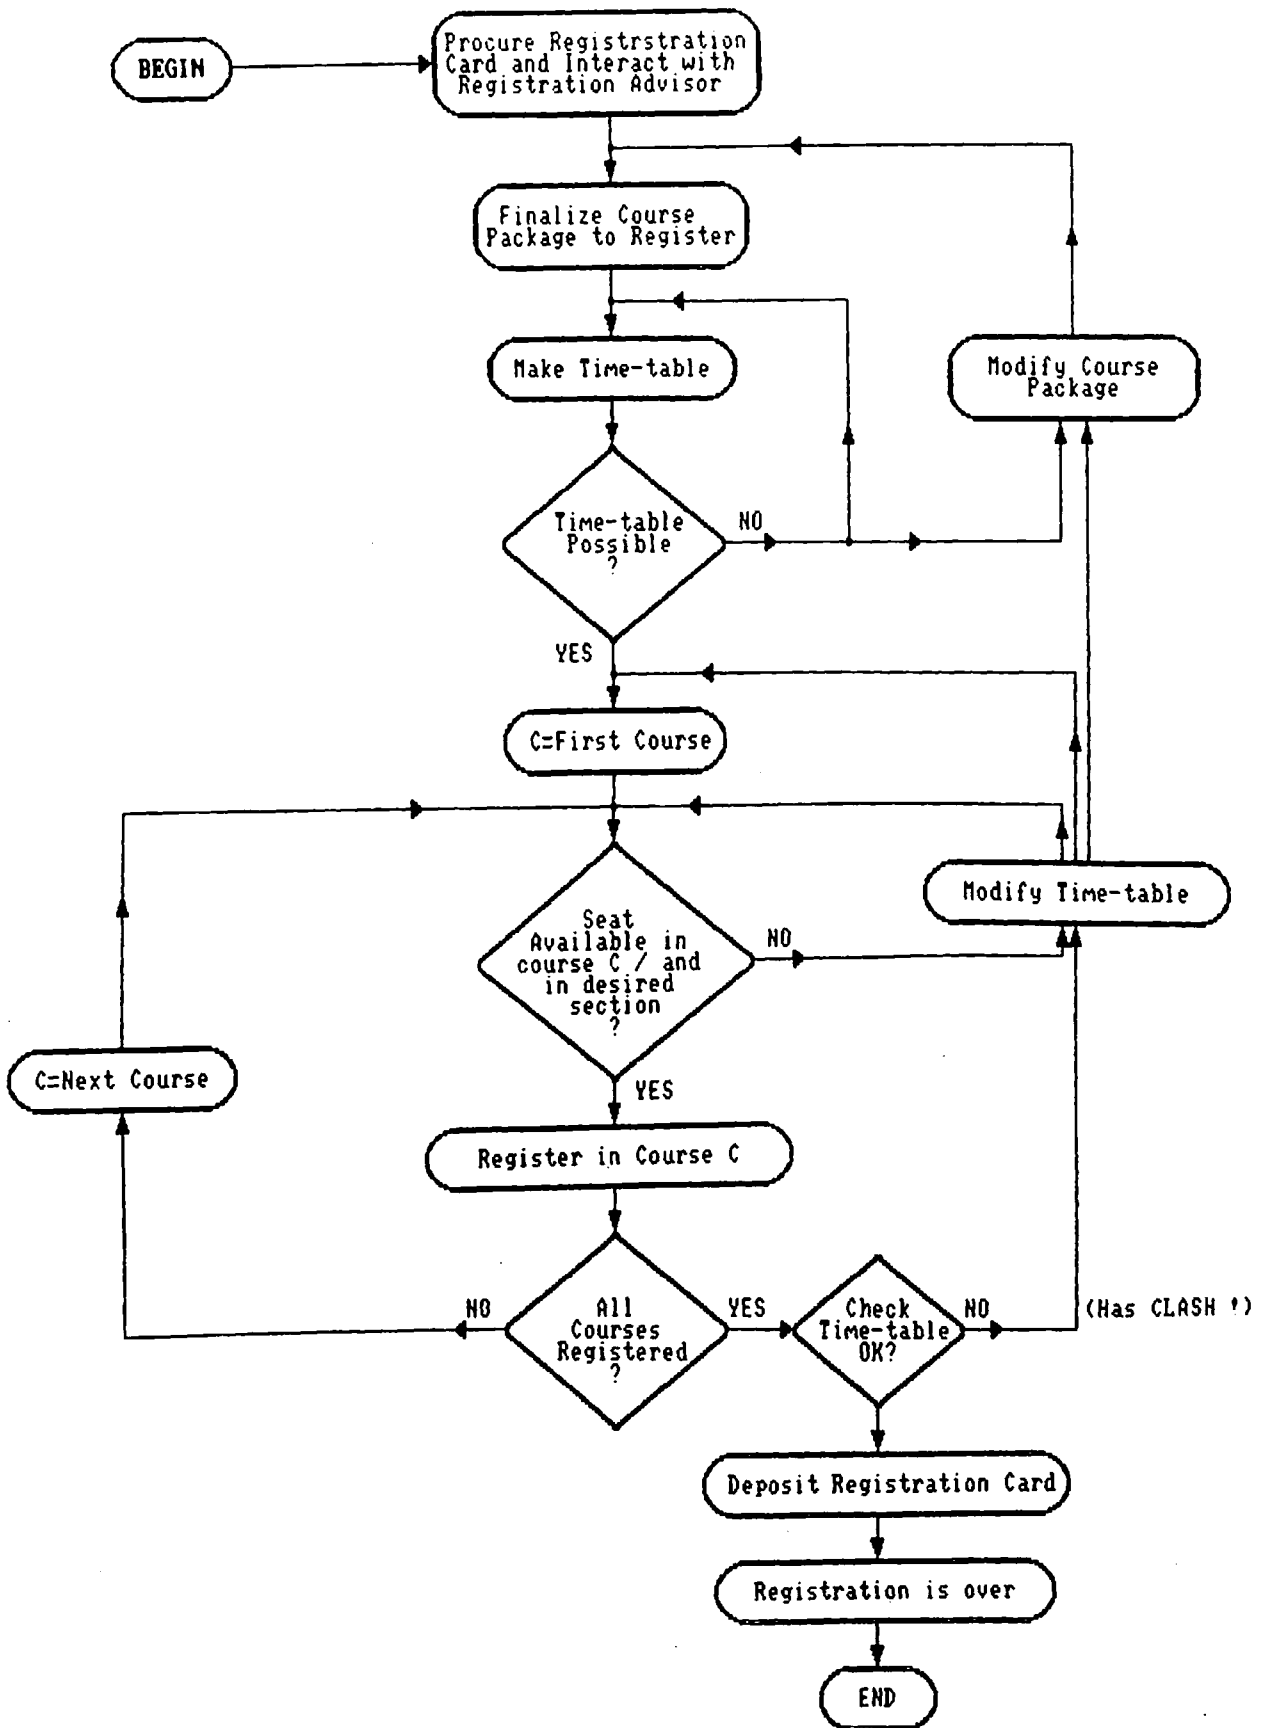 BEGIN
Procure Registrstration
Card and Interact with
Registration Advisor
Finalize Course
Package to Register
Make Time-table
Modify Course
Package
Time-table
Possible
?
NO
YES
C=First Course
Modify Time-table
Seat
Available in
course C / and
in desired
section
?
NO
YES
C=Next Course
Register in Course C
All
Courses
Registered
?
NO
YES
Check
Time-table
OK?
NO
(Has CLASH !)
Deposit Registration Card
Registration is over
END